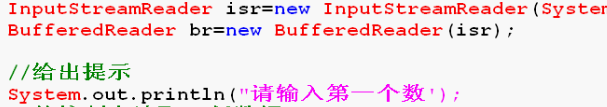 InputStreamReader isr=new InputStreamReader(System
BufferedReader br=new BufferedReader(isr);
//给出提示
System.out.println("请输入第一个数');